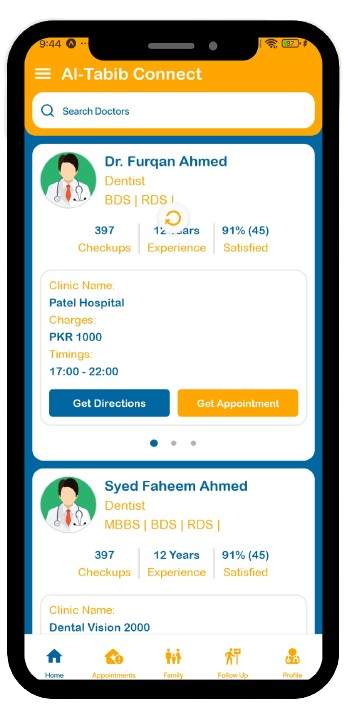 9:44
87
Al-Tabib Connect
Search Doctors
Dr. Furqan Ahmed
Dentist
BDS | RDS |
397 12 Years 91% (45)
Checkups Experience Satisfied
Clinic Name:
Patel Hospital
Charges:
PKR 1000
Timings:
17:00 - 22:00
Get Directions Get Appointment
Syed Faheem Ahmed
Dentist
MBBS | BDS | RDS |
397 12 Years 91% (45)
Checkups Experience Satisfied
Clinic Name:
Dental Vision 2000
Home Appointments Family Follow Up Profile